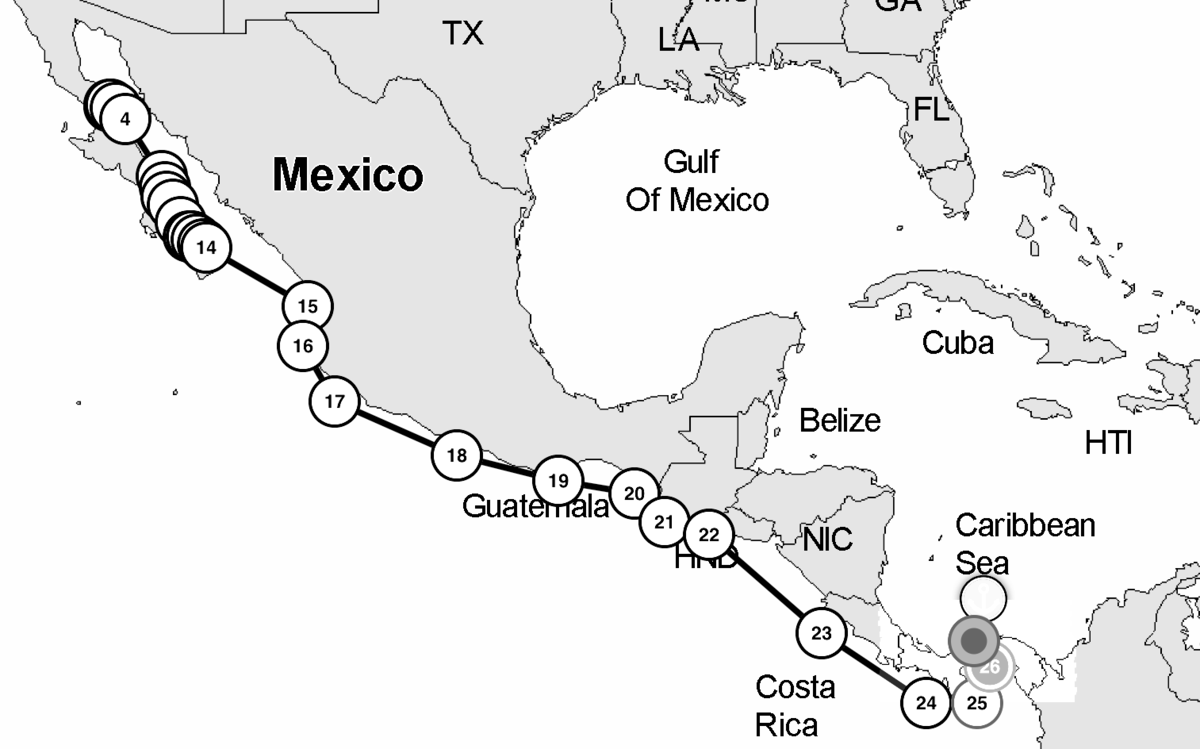 GA
TX
LA
4
FL
Mexico
Gulf
Of Mexico
14
15
16
Cuba
17
Belize
HTI
18
19
20
Guatemala
21
22
HND
NIC
Caribbean
Sea
23
26
Costa
Rica
24
25